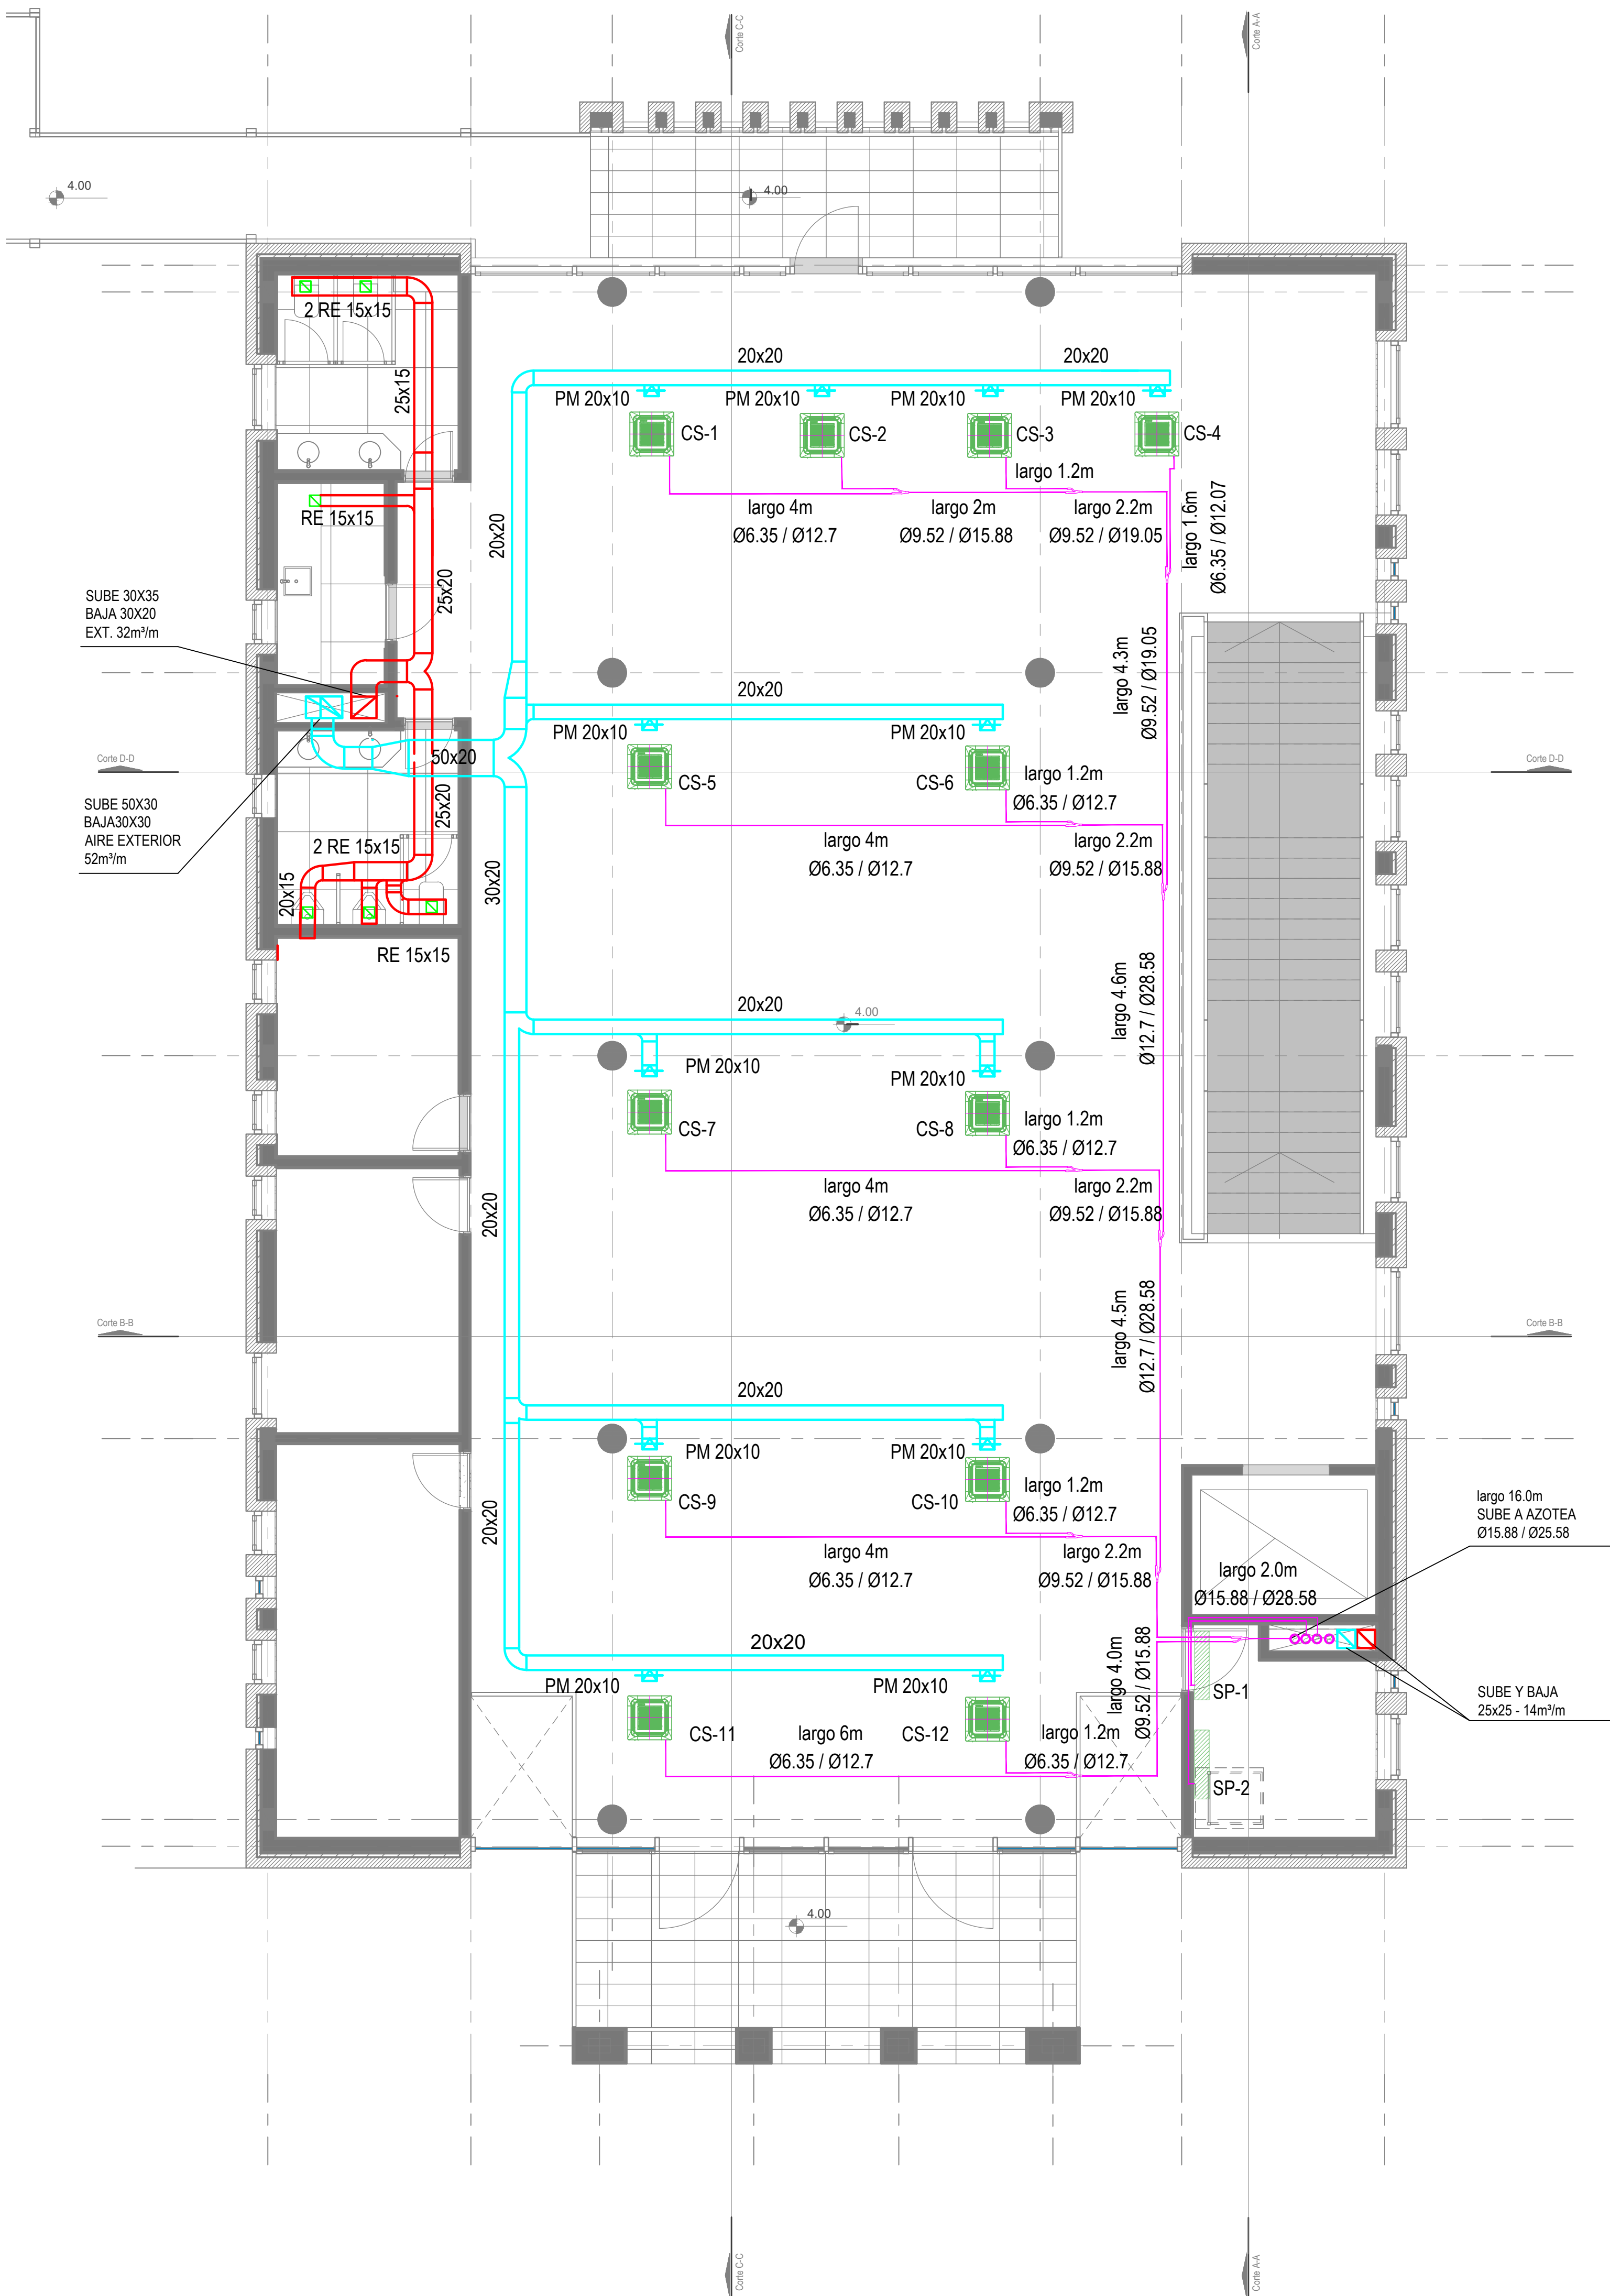 Corte C-C
Corte A-A
4.00
4.00
2 RE 15x15
25x15
20x20
20x20
PM 20x10
PM 20x10
PM 20x10
PM 20x10
CS-1
CS-2
CS-3
CS-4
largo 1.2m
largo 4m
Ø6.35 / Ø12.7
largo 2m
Ø9.52 / Ø15.88
largo 2.2m
Ø9.52 / Ø19.05
largo 1.6m
Ø6.35 / Ø12.07
RE 15x15
20x20
25x20
SUBE 30X35
BAJA 30X20
EXT. 32m³/m
largo 4.3m
Ø9.52 / Ø19.05
20x20
PM 20x10
PM 20x10
50x20
Corte D-D
Corte D-D
CS-5
CS-6
largo 1.2m
Ø6.35 / Ø12.7
SUBE 50X30
BAJA30X30
AIRE EXTERIOR
52m³/m
25x20
2 RE 15x15
largo 4m
Ø6.35 / Ø12.7
largo 2.2m
Ø9.52 / Ø15.88
20x15
30x20
RE 15x15
20x20
4.00
largo 4.6m
Ø12.7 / Ø28.58
PM 20x10
PM 20x10
CS-7
CS-8
largo 1.2m
Ø6.35 / Ø12.7
largo 4m
Ø6.35 / Ø12.7
largo 2.2m
Ø9.52 / Ø15.88
20x20
Corte B-B
Corte B-B
largo 4.5m
Ø12.7 / Ø28.58
20x20
PM 20x10
PM 20x10
CS-9
CS-10
largo 1.2m
Ø6.35 / Ø12.7
20x20
largo 4m
Ø6.35 / Ø12.7
largo 2.2m
Ø9.52 / Ø15.88
largo 16.0m
SUBE A AZOTEA
Ø15.88 / Ø25.58
largo 2.0m
Ø15.88 / Ø28.58
20x20
PM 20x10
PM 20x10
largo 4.0m
Ø9.52 / Ø15.88
SP-1
SUBE Y BAJA
25x25 - 14m³/m
CS-11
largo 6m
Ø6.35 / Ø12.7
CS-12
largo 1.2m
Ø6.35 / Ø12.7
SP-2
4.00
Corte C-C
Corte A-A